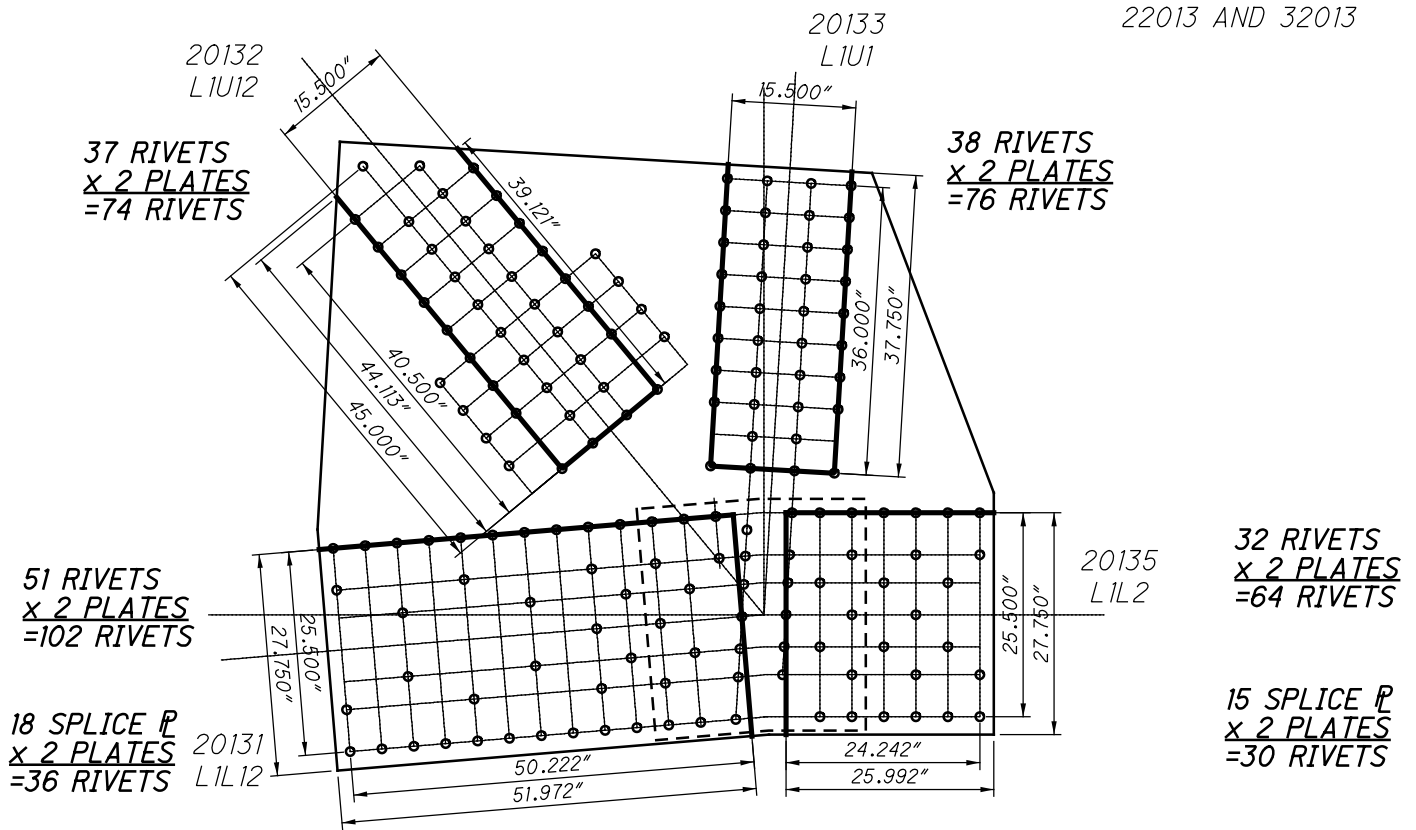 22013 AND 32013
20133
L1U1
20132
L1U12
15.500"
15.500"
37 RIVETS
x 2 PLATES
=74 RIVETS
38 RIVETS
x 2 PLATES
=76 RIVETS
39.121"
36.000"
37.750"
40.500"
44.113"
45.000"
32 RIVETS
x 2 PLATES
=64 RIVETS
20135
L1L2
51 RIVETS
x 2 PLATES
=102 RIVETS
25.500"
27.750"
25.500"
27.750"
15 SPLICE PL
x 2 PLATES
=30 RIVETS
18 SPLICE PL
x 2 PLATES
=36 RIVETS
20131
L1L12
50.222"
51.972"
24.242"
25.992"